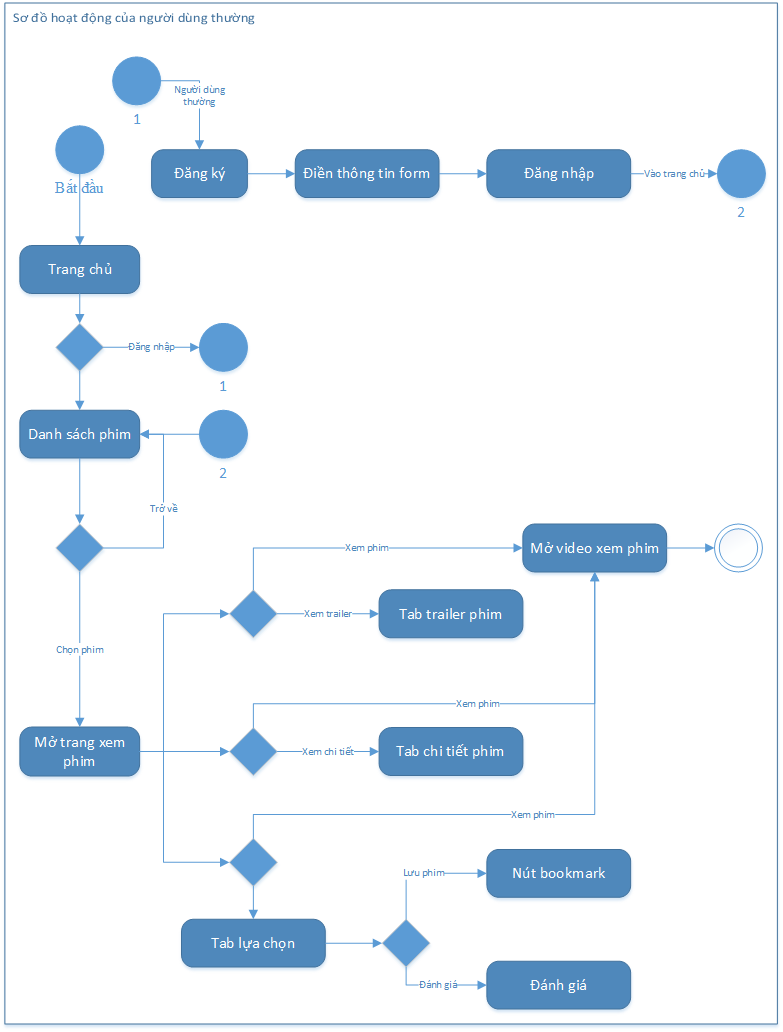 Sơ đồ hoạt động của người dùng thường
Người dùng
thường
1
Bắt đầu
Đăng ký
Điền thông tin form
Đăng nhập
Vào trang chủ
2
Trang chủ
Đăng nhập
1
Danh sách phim
2
Trở về
Xem phim
Mở video xem phim
Xem trailer
Tab trailer phim
Chọn phim
Xem phim
Mở trang xem
phim
Xem chi tiết
Tab chi tiết phim
Xem phim
Lưu phim
Nút bookmark
Tab lựa chọn
Đánh giá
Đánh giá